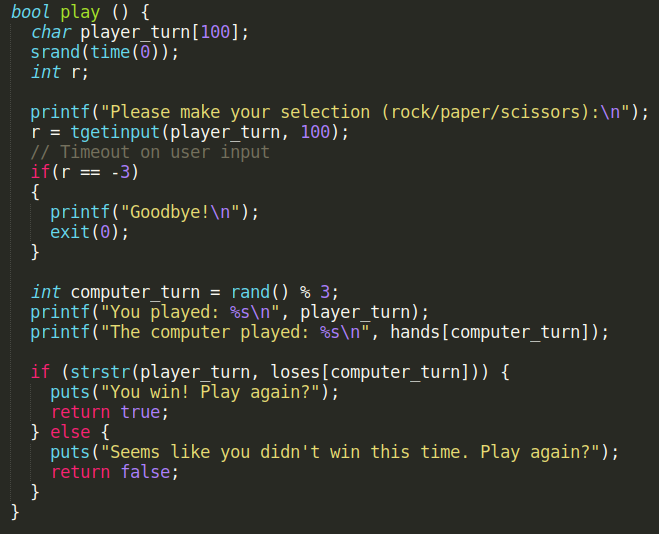 bool play () {
  char player_turn[100];
  srand(time(0));
  int r;

  printf("Please make your selection (rock/paper/scissors):\n");
  r = tgetinput(player_turn, 100);
  // Timeout on user input
  if(r == -3)
  {
    printf("Goodbye!\n");
    exit(0);
  }

  int computer_turn = rand() % 3;
  printf("You played: %s\n", player_turn);
  printf("The computer played: %s\n", hands[computer_turn]);

  if (strstr(player_turn, loses[computer_turn])) {
    puts("You win! Play again?");
    return true;
  } else {
    puts("Seems like you didn't win this time. Play again?");
    return false;
  }
}